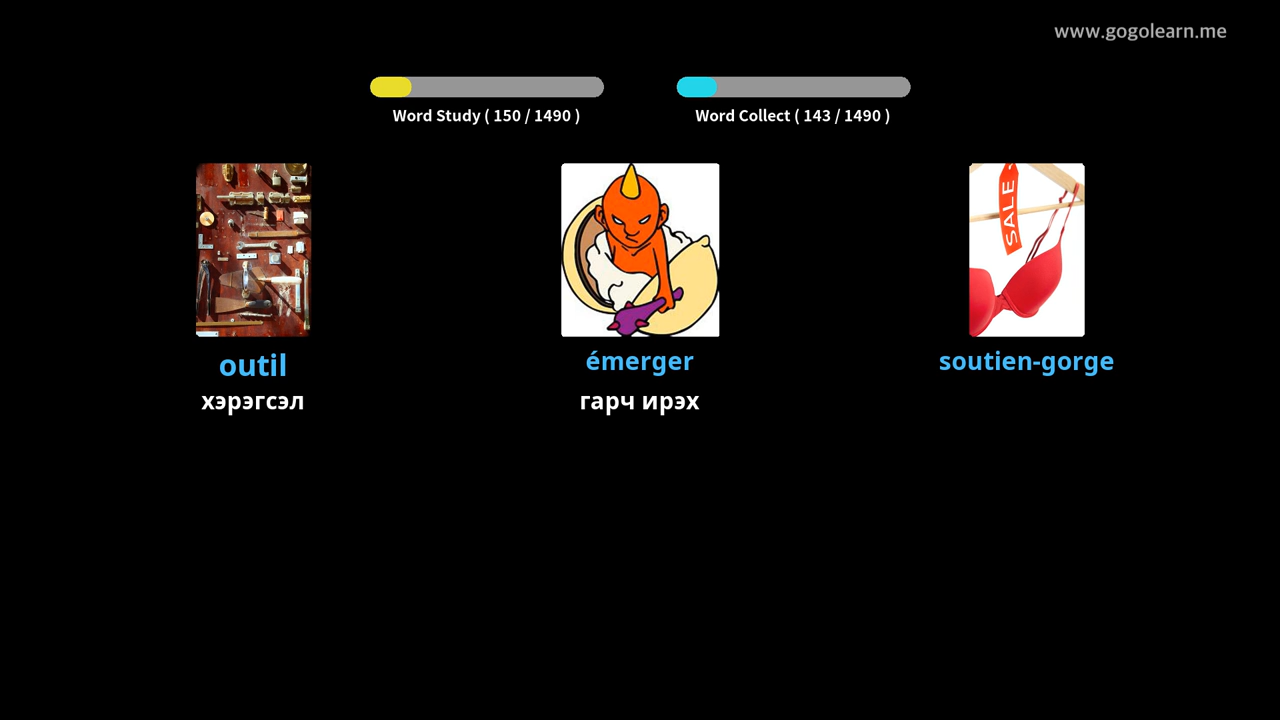 www.gogolearn.me
Word Study ( 150 / 1490 )
Word Collect ( 143 / 1490 )
SALE
outil
émerger
soutien-gorge
хэрэгсэл
гарч ирэх